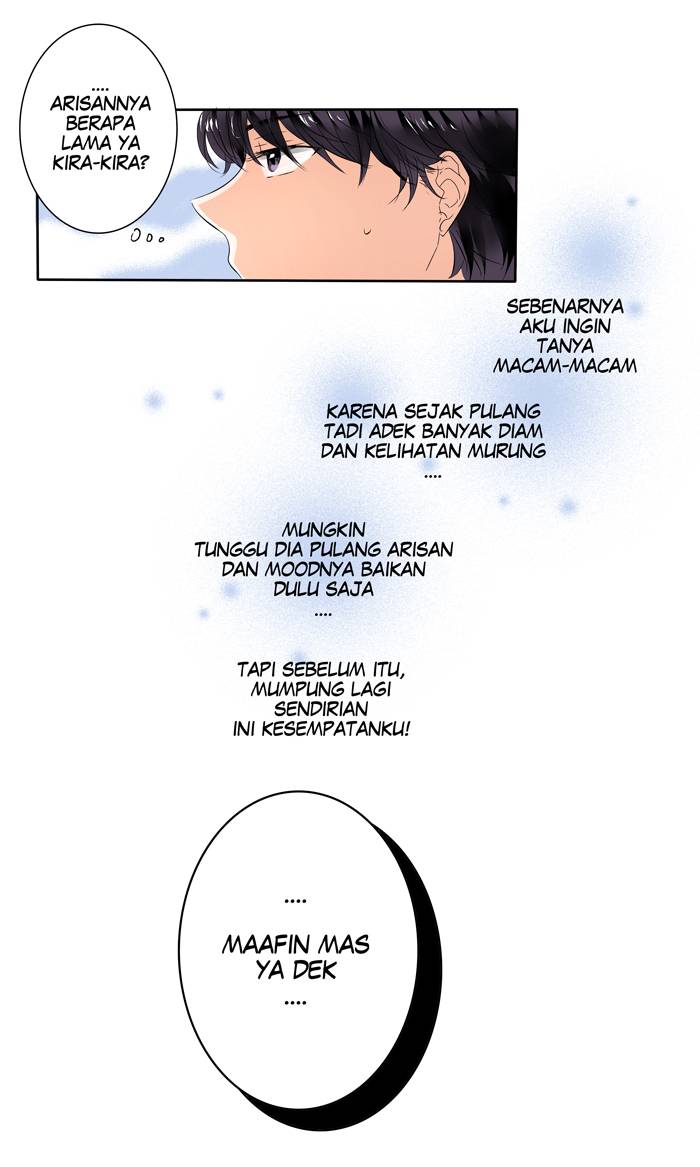 ....
ARISANNYA
BERAPA
LAMA YA
KIRA-KIRA?
SEBENARNYA
AKU INGIN
TANYA
MACAM-MACAM
KARENA SEJAK PULANG
TADI ADEK BANYAK DIAM
DAN KELIHATAN MURUNG
....
MUNGKIN
TUNGGU DIA PULANG ARISAN
DAN MOODNYA BAIKAN
DULU SAJA
....
TAPI SEBELUM ITU,
MUMPUNG LAGI
SENDIRIAN
INI KESEMPATANKU!
....
MAAFIN MAS
YA DEK
....